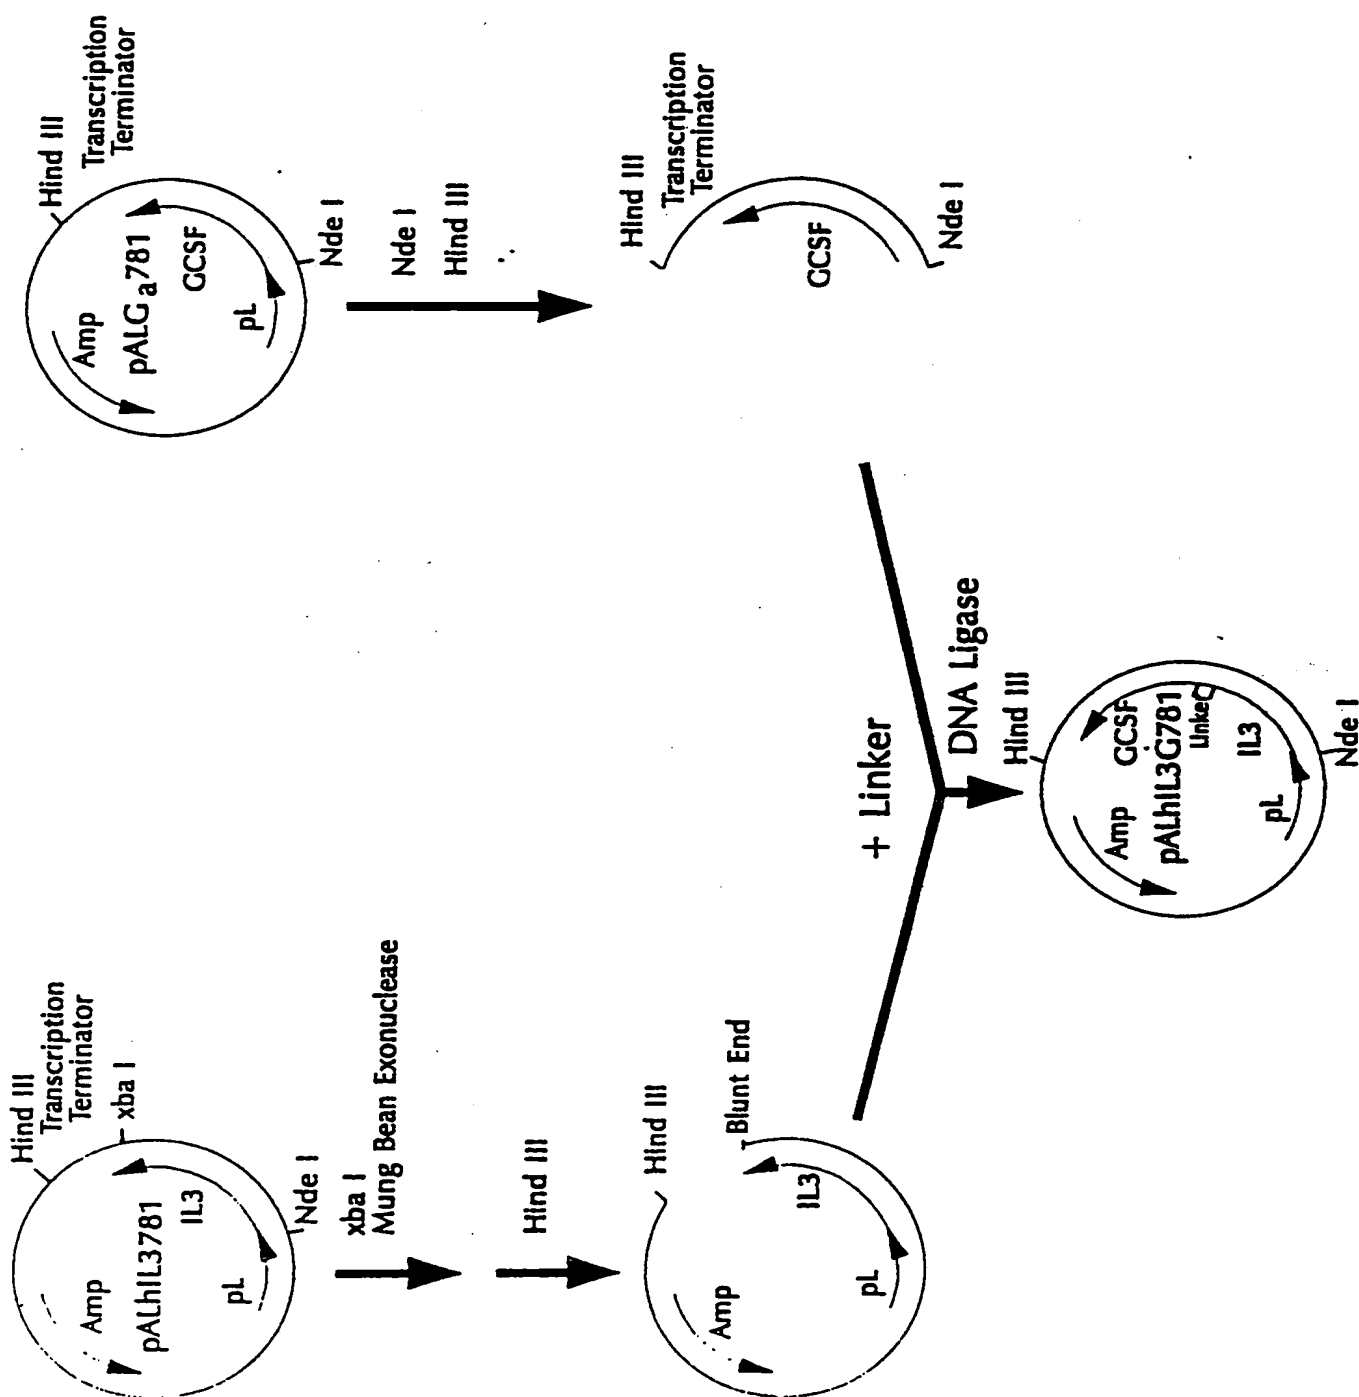 Hind III
Transcription
Terminator
xba I
Amp
pALhIL3781
IL3
pL
Nde I
xba I
Mung Bean Exonuclease
Hind III
Hind III
Blunt End
Amp
IL3
pL
Hind III
Transcription
Terminator
Amp
pALGa781
GCSF
pL
Nde I
Nde I
Hind III
Hind III
Transcription
Terminator
GCSF
Nde I
+ Linker
DNA Ligase
Hind III
Amp
GCSF
pALhIL3G781
Linker
IL3
pL
Nde I